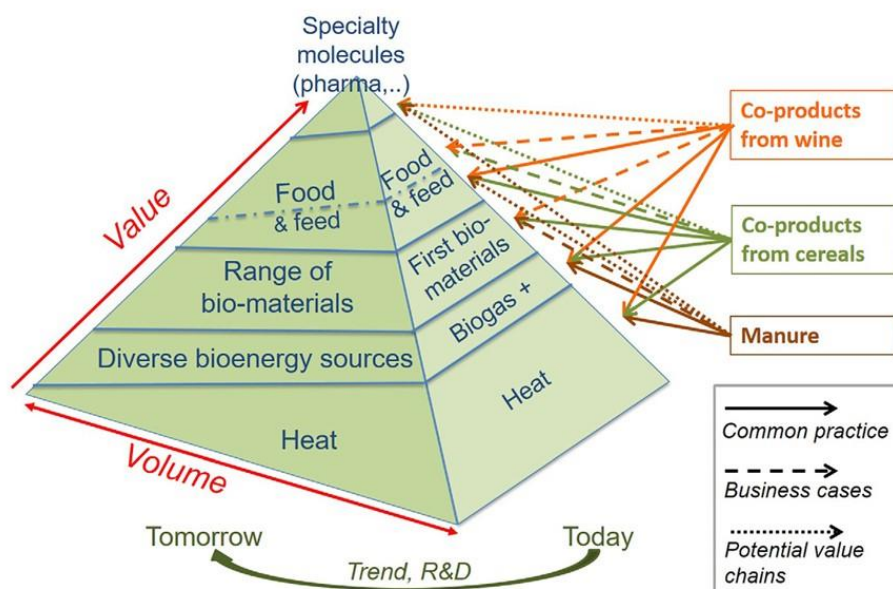 Specialty
molecules
(pharma,..)
Value
Food
& feed
Food
& feed
Range of
bio-materials
First bio-
materials
Diverse bioenergy sources
Biogas +
Heat
Heat
Volume
Tomorrow
Today
Trend, R&D
Co-products
from wine
Co-products
from cereals
Manure
Common practice
Business cases
Potential value
chains